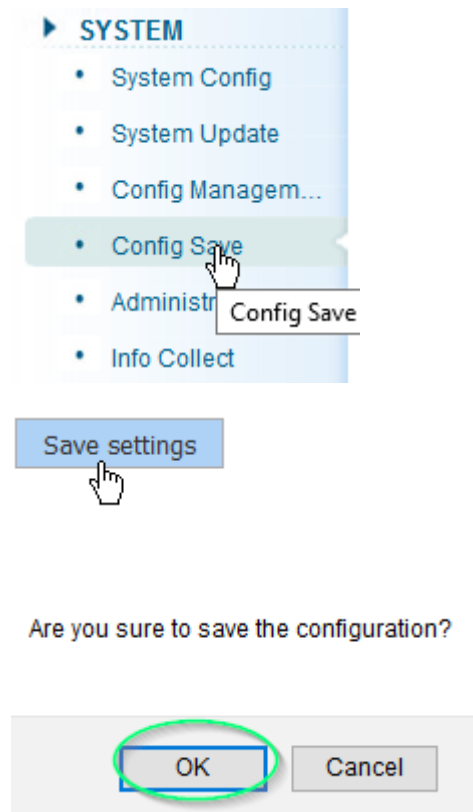 SYSTEM
System Config
System Update
Config Managem...
Config Save
Administr
Config Save
Info Collect
Save settings
Are you sure to save the configuration?
OK Cancel